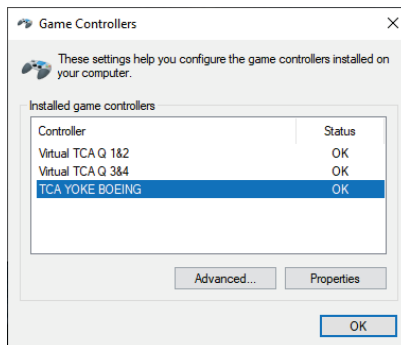 Game Controllers
These settings help you configure the game controllers installed on
your computer.
Installed game controllers
Controller Status
Virtual TCA Q 1&2 OK
Virtual TCA Q 3&4 OK
TCA YOKE BOEING OK
Advanced... Properties
OK